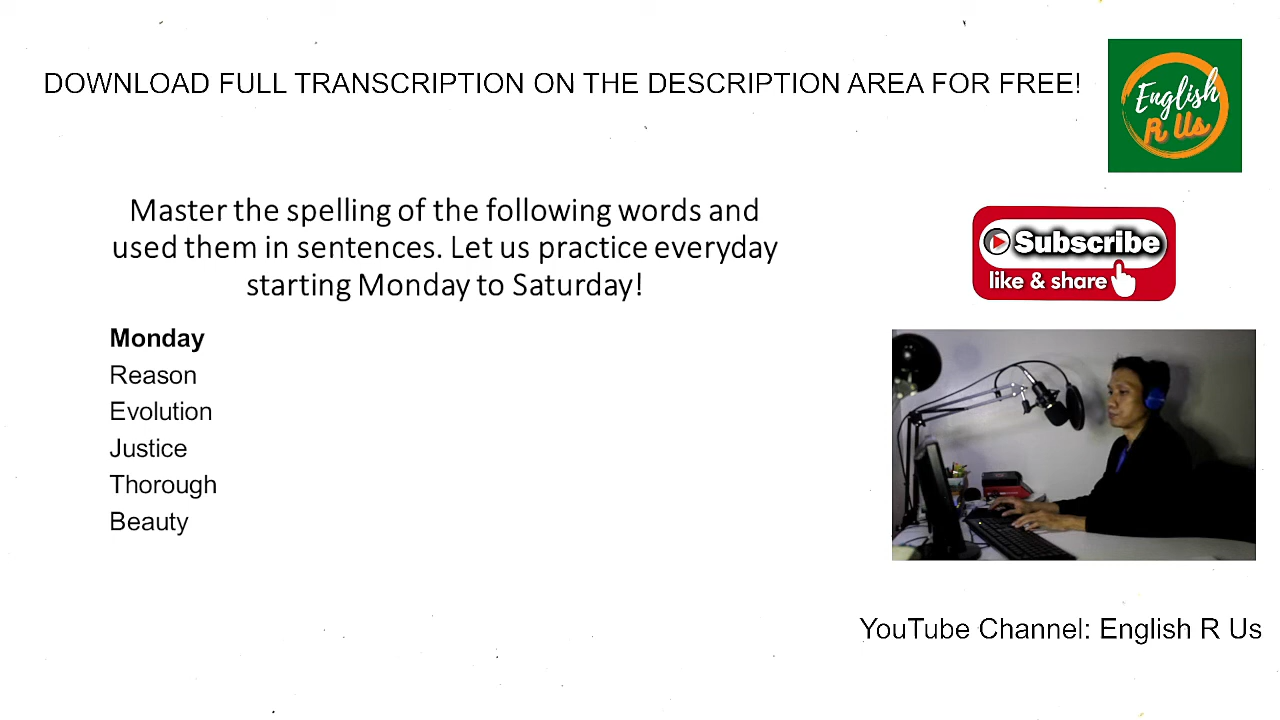 DOWNLOAD FULL TRANSCRIPTION ON THE DESCRIPTION AREA FOR FREE!
English
R Us
Master the spelling of the following words and
used them in sentences. Let us practice everyday
starting Monday to Saturday!
Subscribe
like & share
Monday
Reason
Evolution
Justice
Thorough
Beauty
YouTube Channel: English R Us